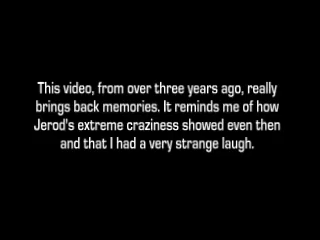 This video, from over three years ago, really
brings back memories. It reminds me of how
Jerod's extreme craziness showed even then
and that I had a very strange laugh.